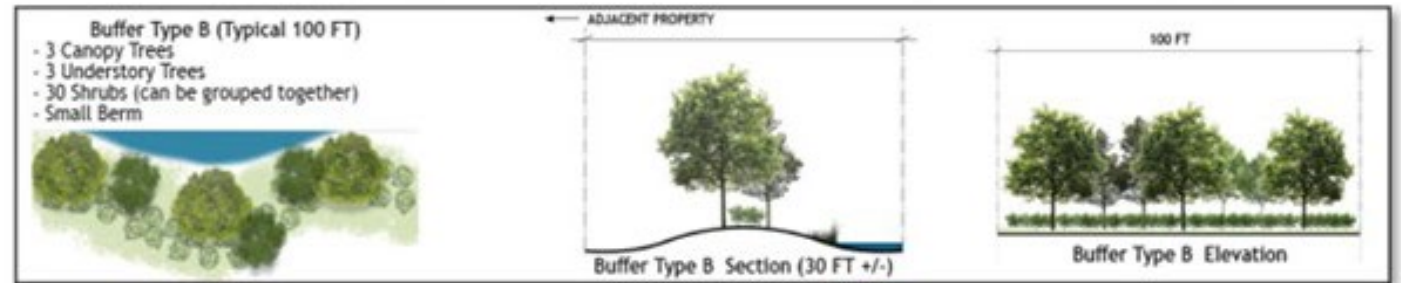 Buffer Type B (Typical 100 FT)
- 3 Canopy Trees
- 3 Understory Trees
- 30 Shrubs (can be grouped together)
- Small Berm
ADJACENT PROPERTY
Buffer Type B Section (30 FT +/-)
100 FT
Buffer Type B Elevation